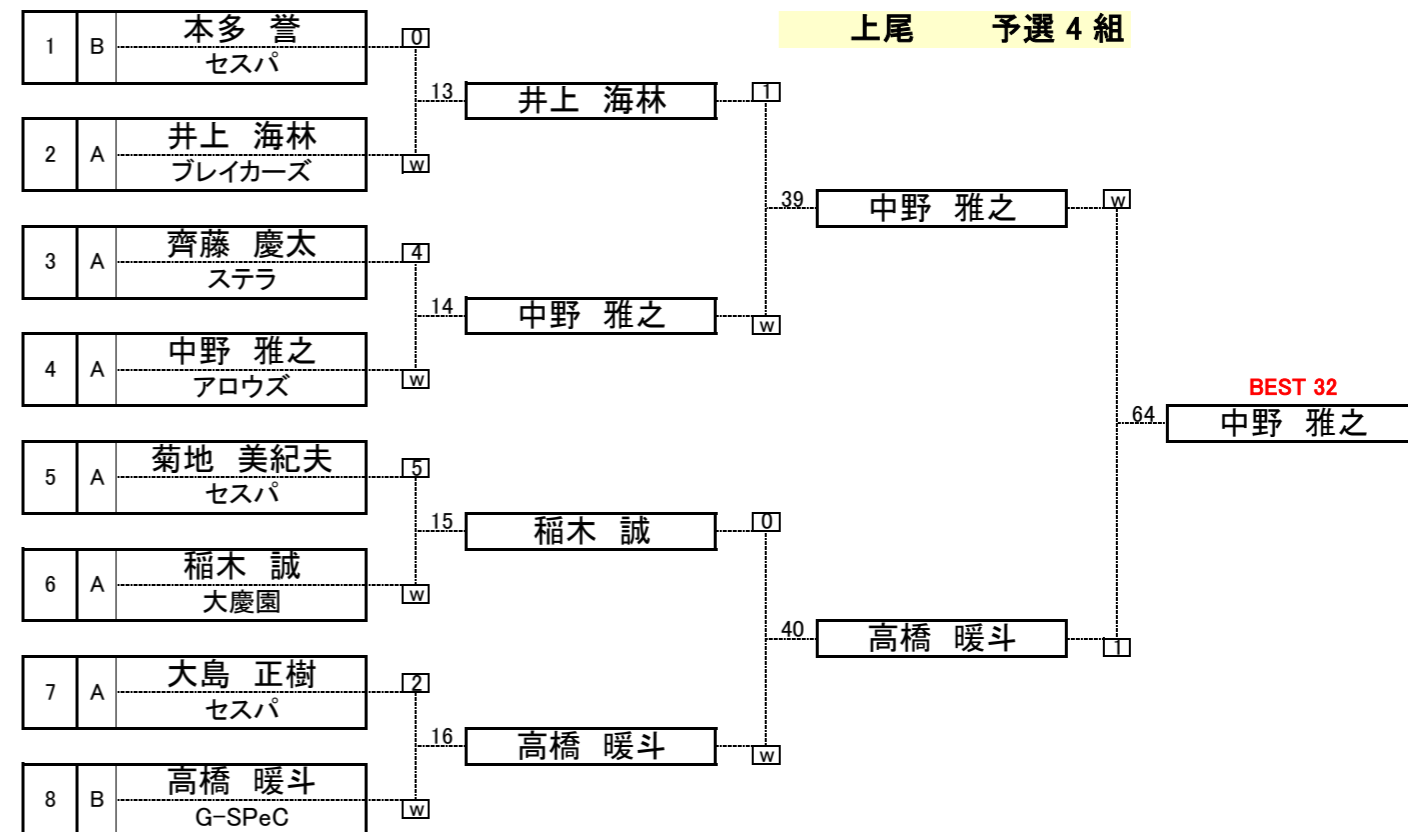 上尾 予選 4 組
1 B 本多 誉 0
セスパ
13 井上 海林 1
2 A 井上 海林 w
ブレイカーズ
39 中野 雅之 w
3 A 齊藤 慶太 4
ステラ
14 中野 雅之 w
4 A 中野 雅之 w
アロウズ
BEST 32
64 中野 雅之
5 A 菊地 美紀夫 5
セスパ
15 稲木 誠 0
6 A 稲木 誠 w
大慶園
40 高橋 暖斗 1
7 A 大島 正樹 2
セスパ
16 高橋 暖斗 w
8 B 高橋 暖斗 w
G-SPeC